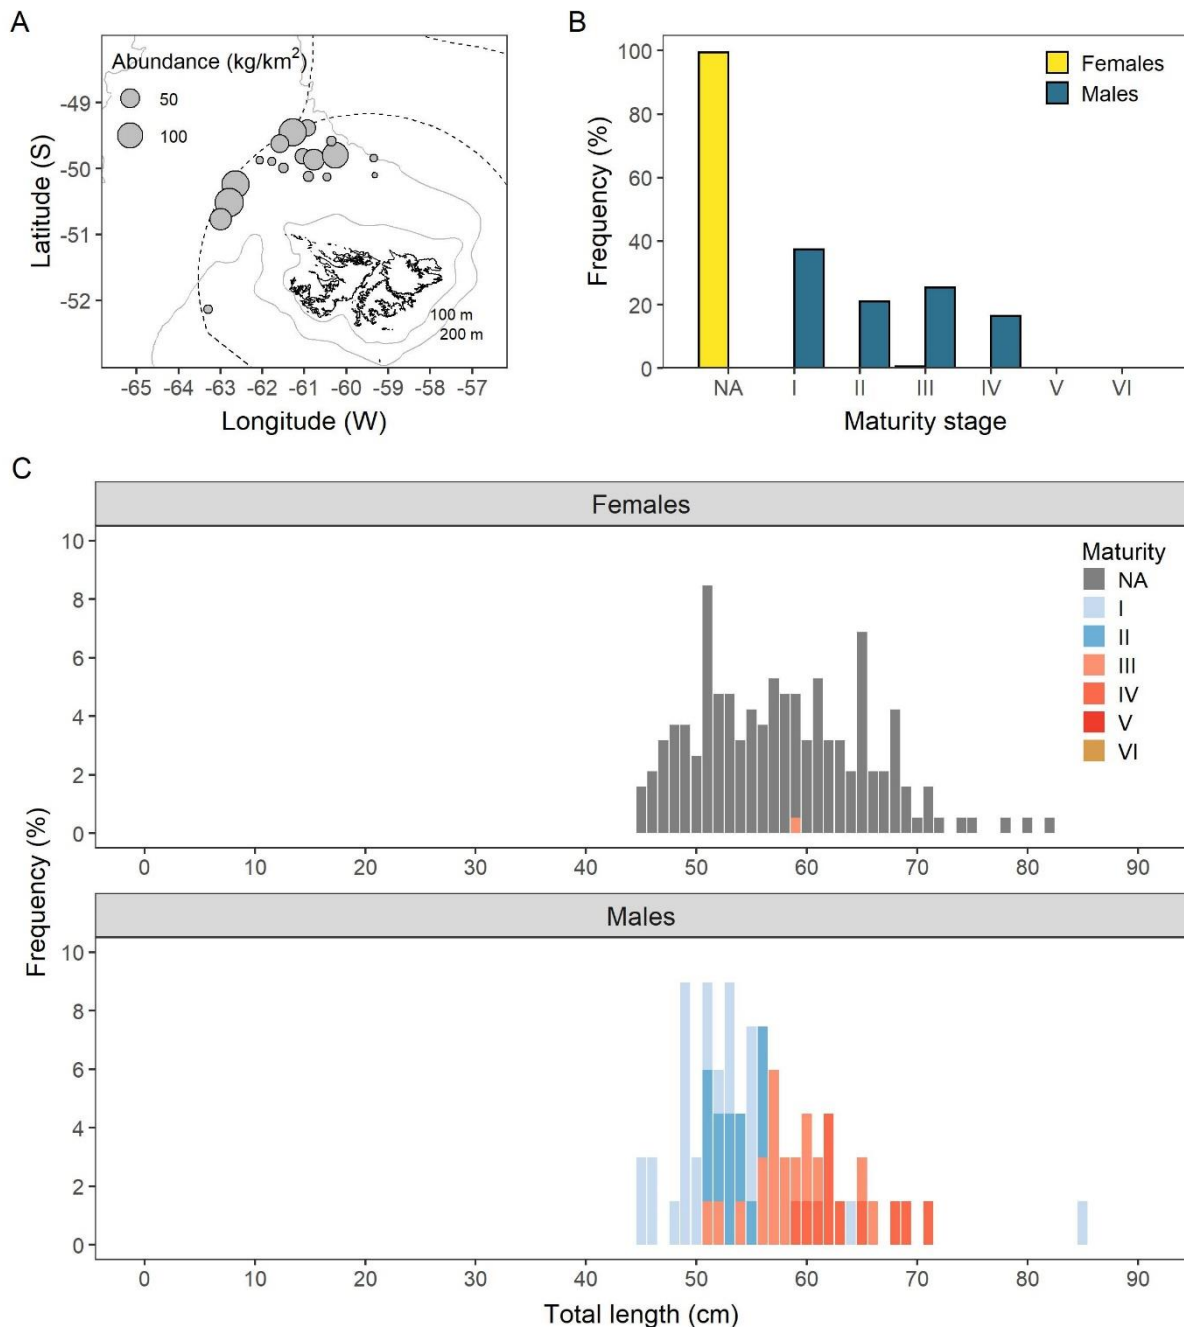 A
Abundance (kg/km²)
50
100
-49
-50
-51
-52
Latitude (S)
100 m
200 m
-65 -64 -63 -62 -61 -60 -59 -58 -57
Longitude (W)
B
Females
Males
100
80
60
40
20
0
Frequency (%)
NA I II III IV V VI
Maturity stage
C
Females
Maturity
NA
I
II
III
IV
V
VI
10
8
6
4
2
0
0 10 20 30 40 50 60 70 80 90
Frequency (%)
Males
10
8
6
4
2
0
0 10 20 30 40 50 60 70 80 90
Total length (cm)